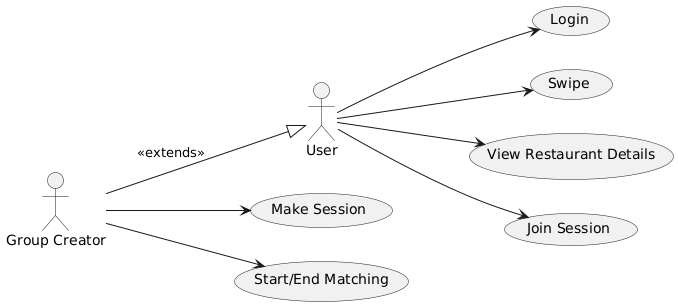 Login
Swipe
View Restaurant Details
Join Session
User
«extends»
Group Creator
Make Session
Start/End Matching